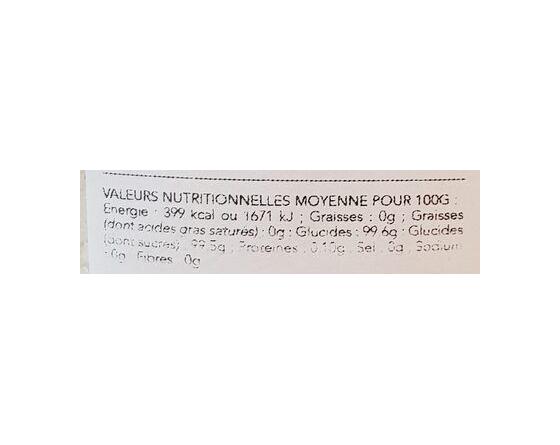 VALEURS NUTRITIONNELLES MOYENNE POUR 100G :
Energie : 399 kcal ou 1671 kJ ; Graisses : 0g ; Graisses
(dont acides gras saturés) : 0g ; Glucides : 99.6g ; Glucides
(dont sucres) : 99.5g ; Proteines : 0.10g ; Sel : 0g ; Sodium
: 0g ; Fibres : 0g